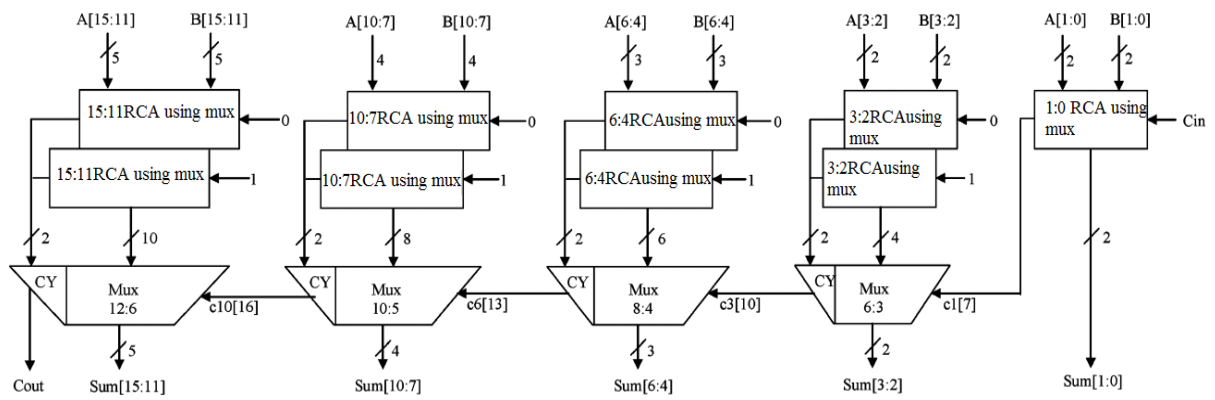 A[15:11] B[15:11] A[10:7] B[10:7] A[6:4] B[6:4] A[3:2] B[3:2] A[1:0] B[1:0]
5 5 4 4 3 3 2 2 2 2
15:11RCA using mux 0 10:7RCA using mux 0 6:4RCAusing mux 0 3:2RCAusing 0 1:0 RCA using Cin
mux mux
15:11RCA using mux 1 10:7RCA using mux 1 6:4RCAusing mux 1 3:2RCAusing 1
mux
2 10 2 8 2 6 2 4 2
CY Mux CY Mux CY Mux CY Mux
12:6 c10[16] 10:5 c6[13] 8:4 c3[10] 6:3 c1[7]
5 4 3 2
Cout Sum[15:11] Sum[10:7] Sum[6:4] Sum[3:2] Sum[1:0]